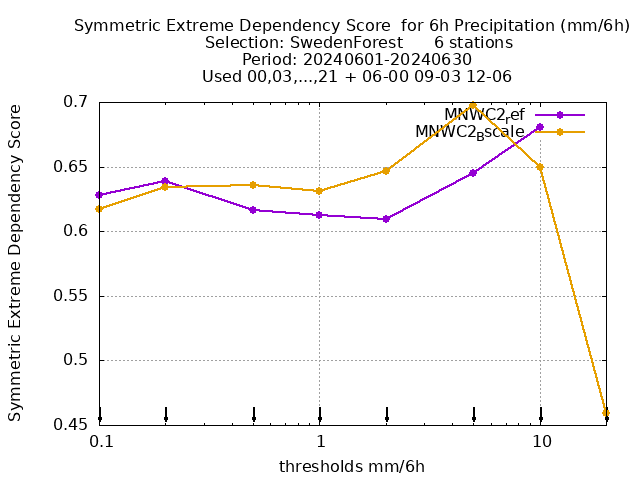 Symmetric Extreme Dependency Score  for 6h Precipitation (mm/6h)
Selection: SwedenForest      6 stations
Period: 20240601-20240630
Used 00,03,...,21 + 06-00 09-03 12-06
MNWC2_ref
MNWC2_Bscale
0.7
0.65
0.6
0.55
0.5
0.45
Symmetric Extreme Dependency Score
0.1
1
10
thresholds mm/6h